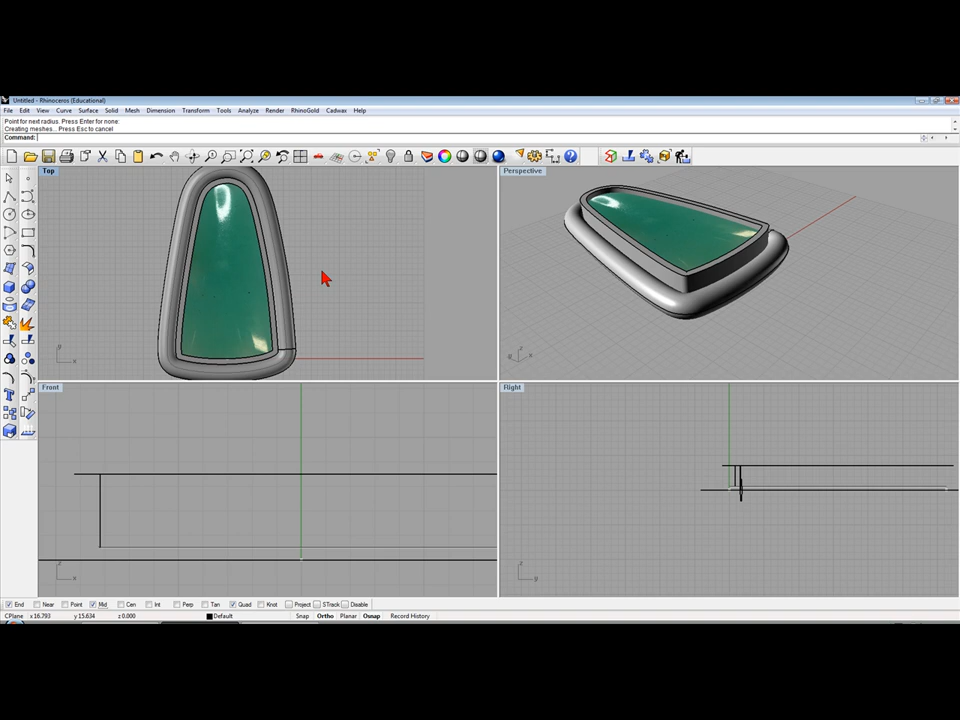 Untitled - Rhinoceros (Educational)
File Edit View Curve Surface Solid Mesh Dimension Transform Tools Analyze Render RhinoGold Cadwax Help
Point for next radius. Press Enter for none:
Creating meshes... Press Esc to cancel
Command:
Top
Perspective
y
x
z
y
x
Front
Right
z
x
z
y
End Near Point Mid Cen Int Perp Tan Quad Knot Project STrack Disable
CPlane x 16.793 y 15.634 z 0.000 Default Snap Ortho Planar Osnap Record History